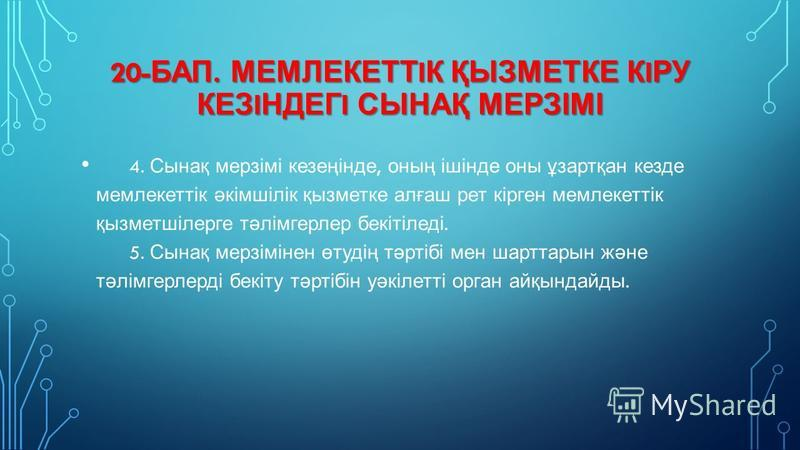 20-БАП. МЕМЛЕКЕТТІК ҚЫЗМЕТКЕ КІРУ
КЕЗІНДЕГІ СЫНАҚ МЕРЗІМІ
• 4. Сынақ мерзімі кезеңінде, оның ішінде оны ұзартқан кезде
мемлекеттік әкімшілік қызметке алғаш рет кірген мемлекеттік
қызметшілерге тәлімгерлер бекітіледі.
5. Сынақ мерзімінен өтудің тәртібі мен шарттарын және
тәлімгерлерді бекіту тәртібін уәкілетті орган айқындайды.
MyShared